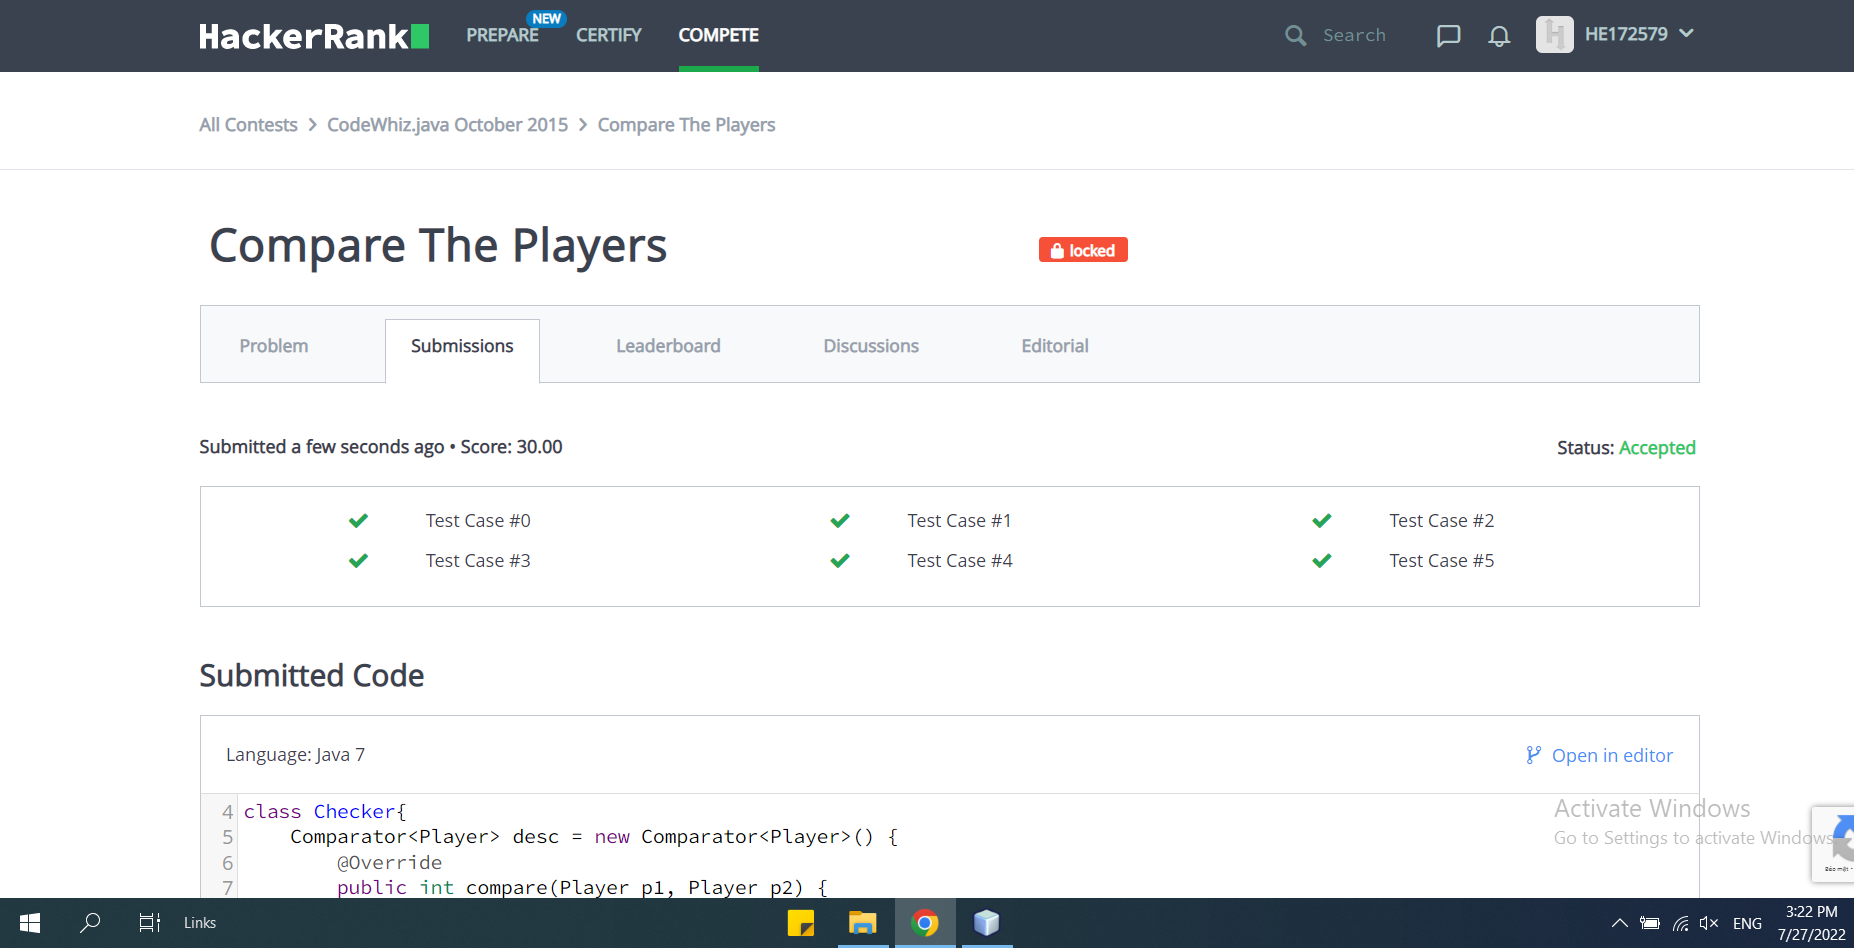 HackerRank
PREPARE NEW CERTIFY COMPETE Search HE172579
All Contests > CodeWhiz.java October 2015 > Compare The Players
Compare The Players locked
Problem Submissions Leaderboard Discussions Editorial
Submitted a few seconds ago • Score: 30.00 Status: Accepted
Test Case #0 Test Case #1 Test Case #2
Test Case #3 Test Case #4 Test Case #5
Submitted Code
Language: Java 7 Open in editor
4 class Checker{
5 Comparator<Player> desc = new Comparator<Player>() {
6 @Override
7 public int compare(Player p1, Player p2) {
Activate Windows
Go to Settings to activate Windows
Bảo mật -
Links ENG 3:22 PM
7/27/2022